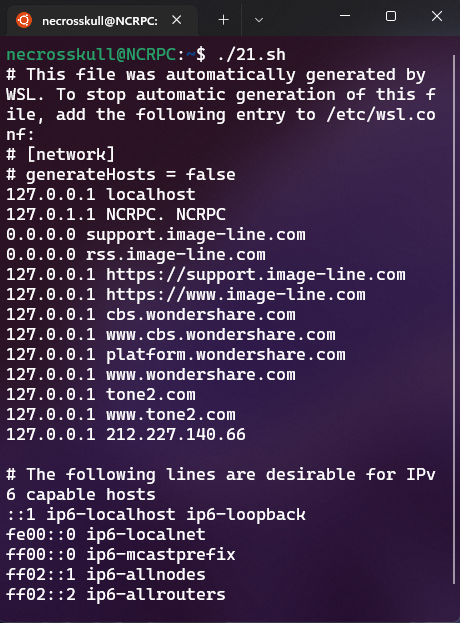 necrosskull@NCRPC:
necrosskull@NCRPC:~$ ./21.sh
# This file was automatically generated by
WSL. To stop automatic generation of this f
ile, add the following entry to /etc/wsl.co
nf:
# [network]
# generateHosts = false
127.0.0.1 localhost
127.0.1.1 NCRPC. NCRPC
0.0.0.0 support.image-line.com
0.0.0.0 rss.image-line.com
127.0.0.1 https://support.image-line.com
127.0.0.1 https://www.image-line.com
127.0.0.1 cbs.wondershare.com
127.0.0.1 www.cbs.wondershare.com
127.0.0.1 platform.wondershare.com
127.0.0.1 www.wondershare.com
127.0.0.1 tone2.com
127.0.0.1 www.tone2.com
127.0.0.1 212.227.140.66
# The following lines are desirable for IPv
6 capable hosts
::1 ip6-localhost ip6-loopback
fe00::0 ip6-localnet
ff00::0 ip6-mcastprefix
ff02::1 ip6-allnodes
ff02::2 ip6-allrouters